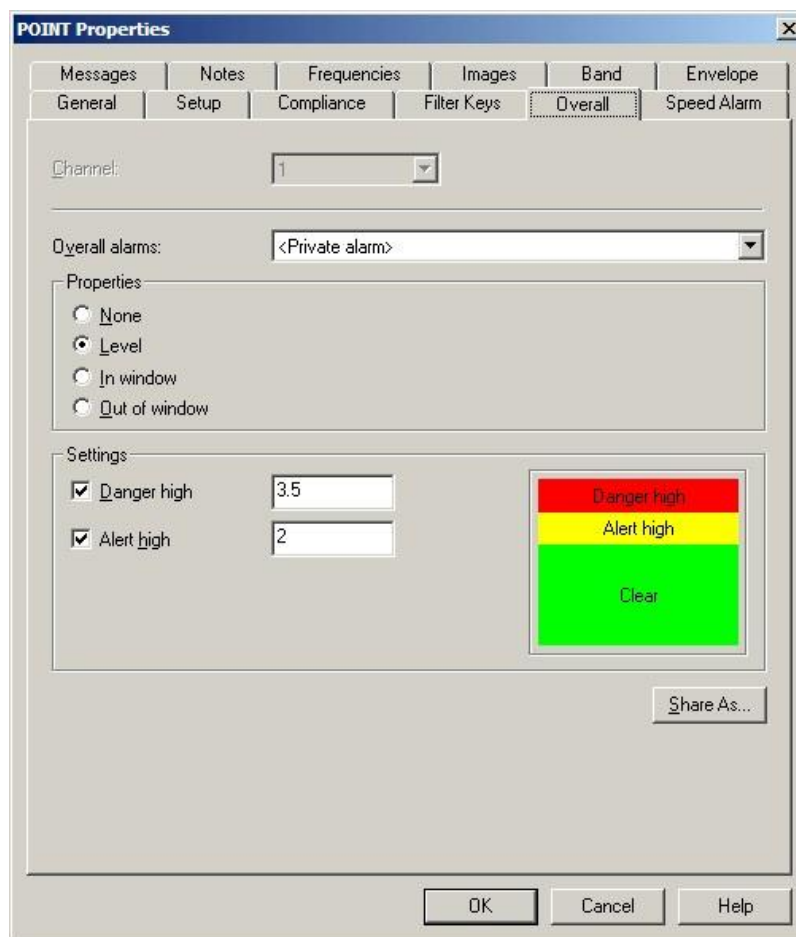 POINT Properties
Messages Notes Frequencies Images Band Envelope
General Setup Compliance Filter Keys Overall Speed Alarm
Channel: 1
Overall alarms: <Private alarm>
Properties
None
Level
In window
Out of window
Settings
Danger high 3.5
Alert high 2
Danger high
Alert high
Clear
Share As...
OK Cancel Help